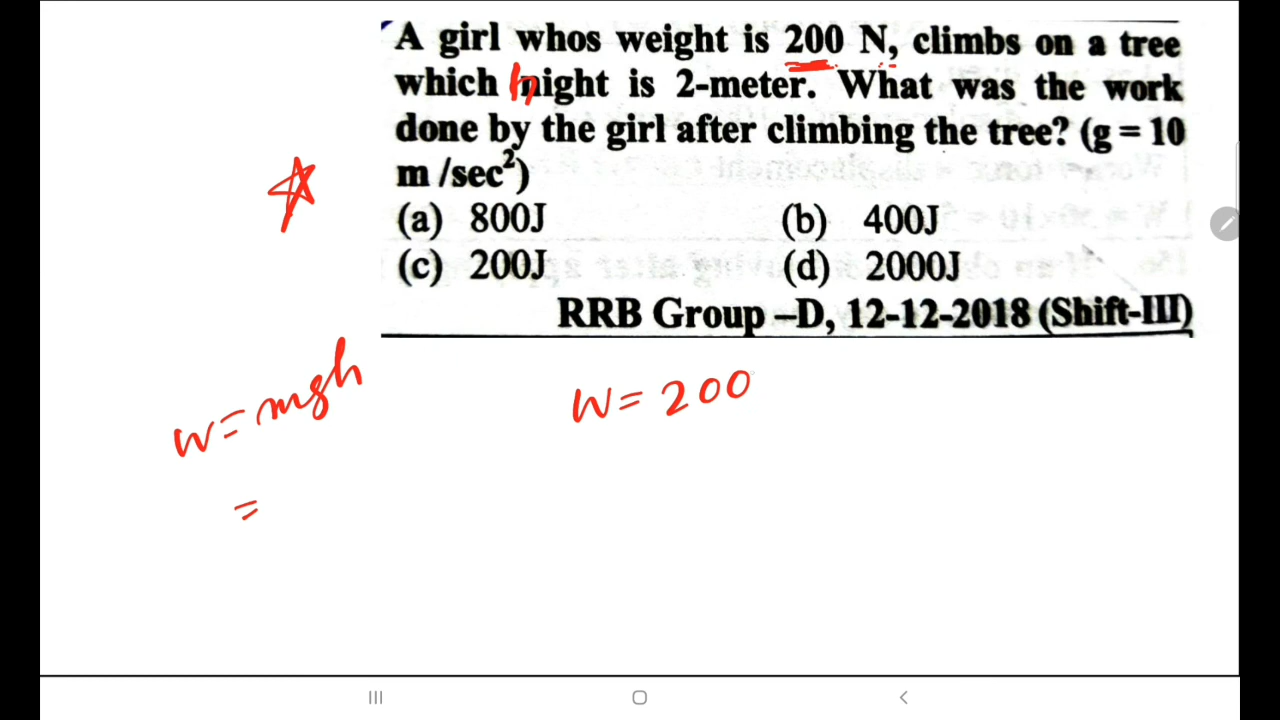 A girl whos weight is 200 N, climbs on a tree
which hight is 2-meter. What was the work
done by the girl after climbing the tree? (g = 10
m /sec²)
(a) 800J (b) 400J
(c) 200J (d) 2000J
RRB Group –D, 12-12-2018 (Shift-III)
W = mgh
W = 200
=